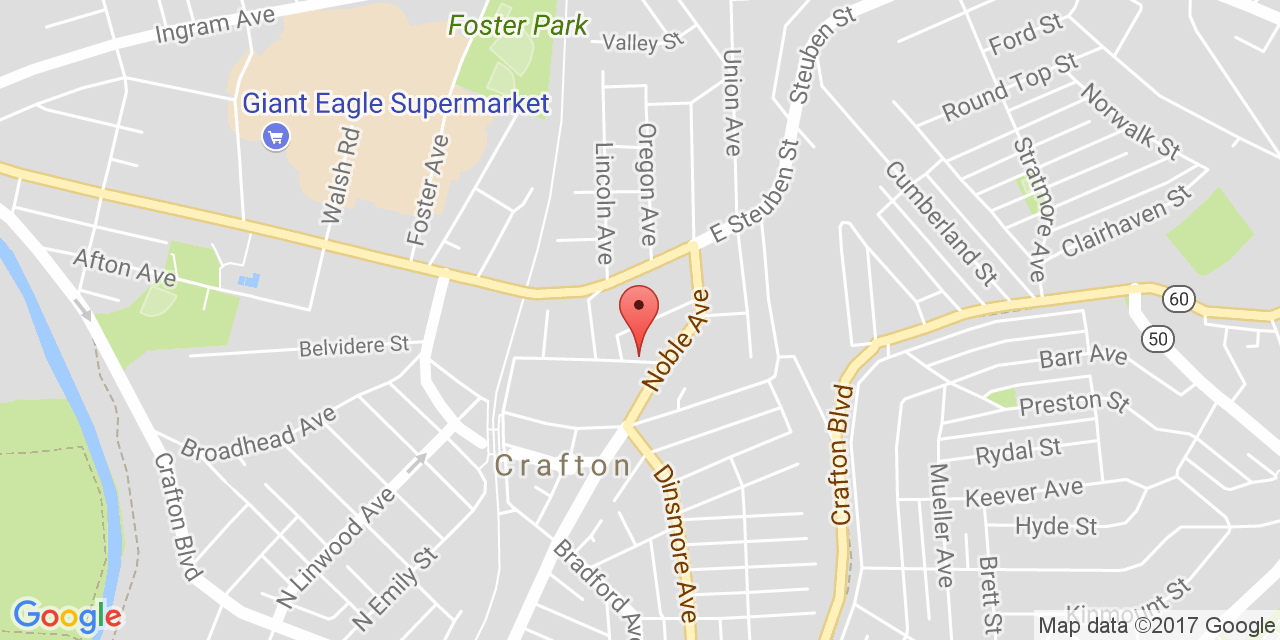 Ingram Ave
Foster Park
Valley St
Union Ave
Steuben St
Ford St
Round Top St
Norwalk St
Giant Eagle Supermarket
Walsh Rd
Foster Ave
Lincoln Ave
Oregon Ave
E Steuben St
Cumberland St
Stratmore Ave
Clairhaven St
Afton Ave
60
50
Belvidere St
Noble Ave
Barr Ave
Preston St
Broadhead Ave
Crafton Blvd
Rydal St
Crafton
Crafton Blvd
Dinsmore Ave
Mueller Ave
Keever Ave
Hyde St
N Linwood Ave
N Emily St
Bradford Ave
Brett St
Kinmount St
Google
Map data ©2017 Google